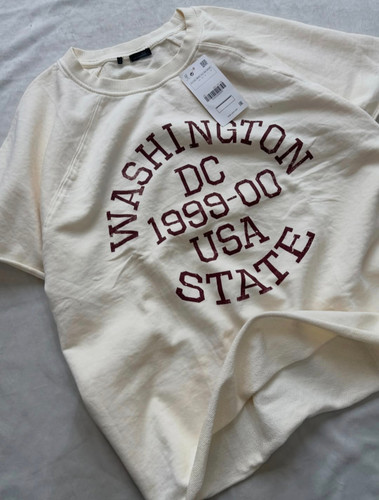 WASHINGTON
DC
1999-00
USA
STATE